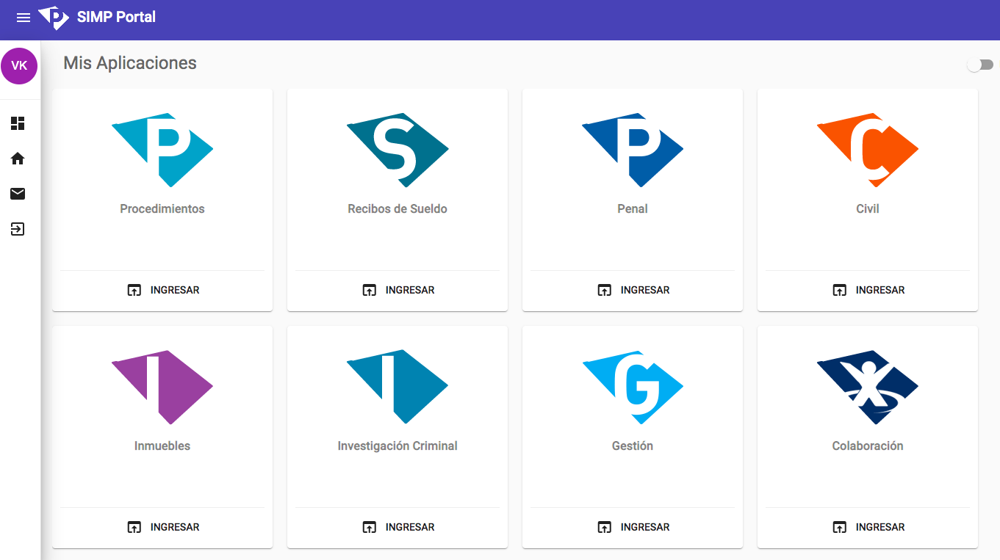 SIMP Portal
VK
Mis Aplicaciones
P
S
P
C
Procedimientos
Recibos de Sueldo
Penal
Civil
INGRESAR
INGRESAR
INGRESAR
INGRESAR
I
I
G
Inmuebles
Investigación Criminal
Gestión
Colaboración
INGRESAR
INGRESAR
INGRESAR
INGRESAR